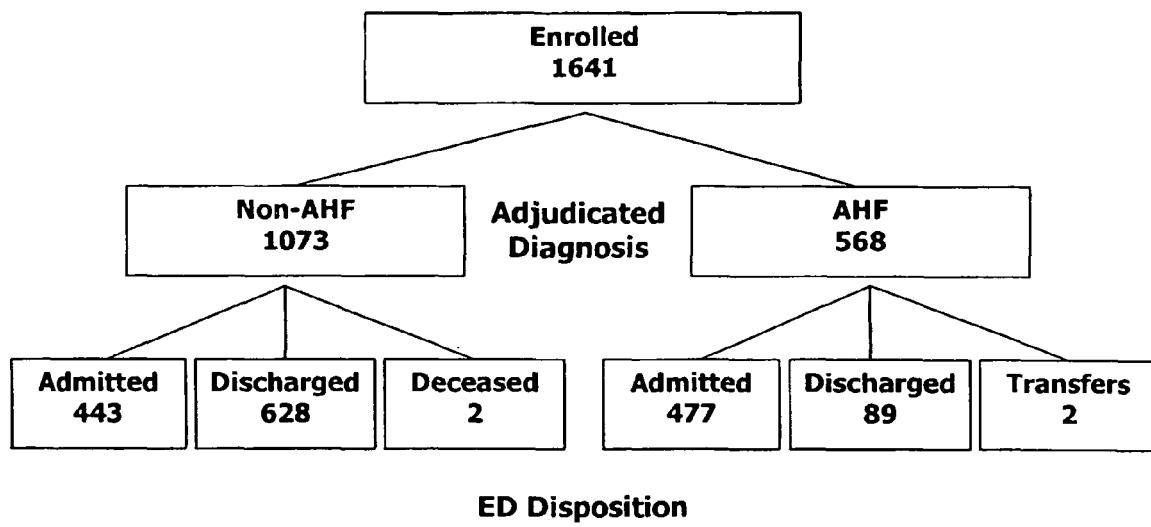 Enrolled
1641
Non-AHF
1073
Adjudicated
Diagnosis
AHF
568
Admitted
443
Discharged
628
Deceased
2
Admitted
477
Discharged
89
Transfers
2
ED Disposition